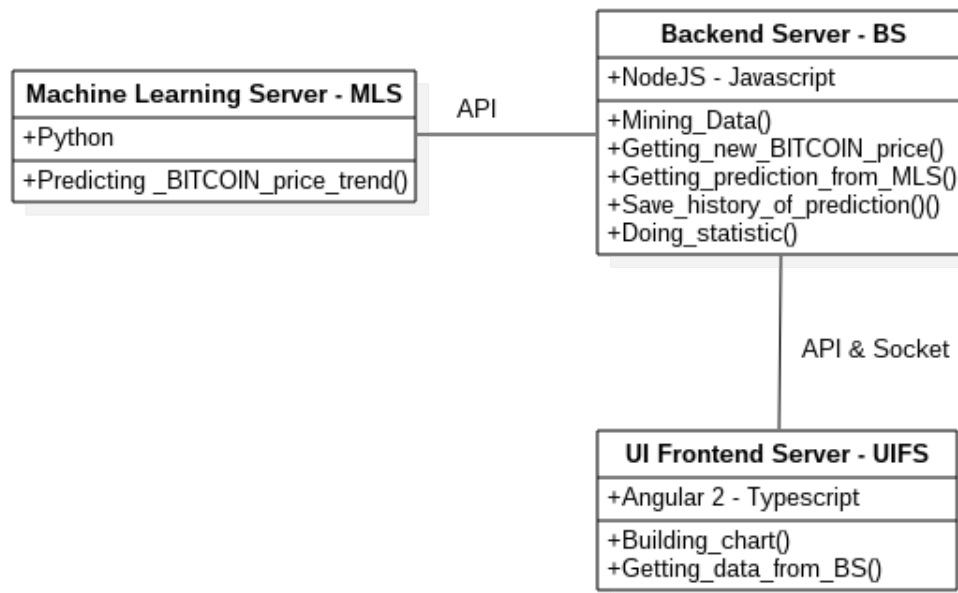 Machine Learning Server - MLS
+Python
+Predicting _BITCOIN_price_trend()
API
Backend Server - BS
+NodeJS - Javascript
+Mining_Data()
+Getting_new_BITCOIN_price()
+Getting_prediction_from_MLS()
+Save_history_of_prediction()()
+Doing_statistic()
API & Socket
UI Frontend Server - UIFS
+Angular 2 - Typescript
+Building_chart()
+Getting_data_from_BS()